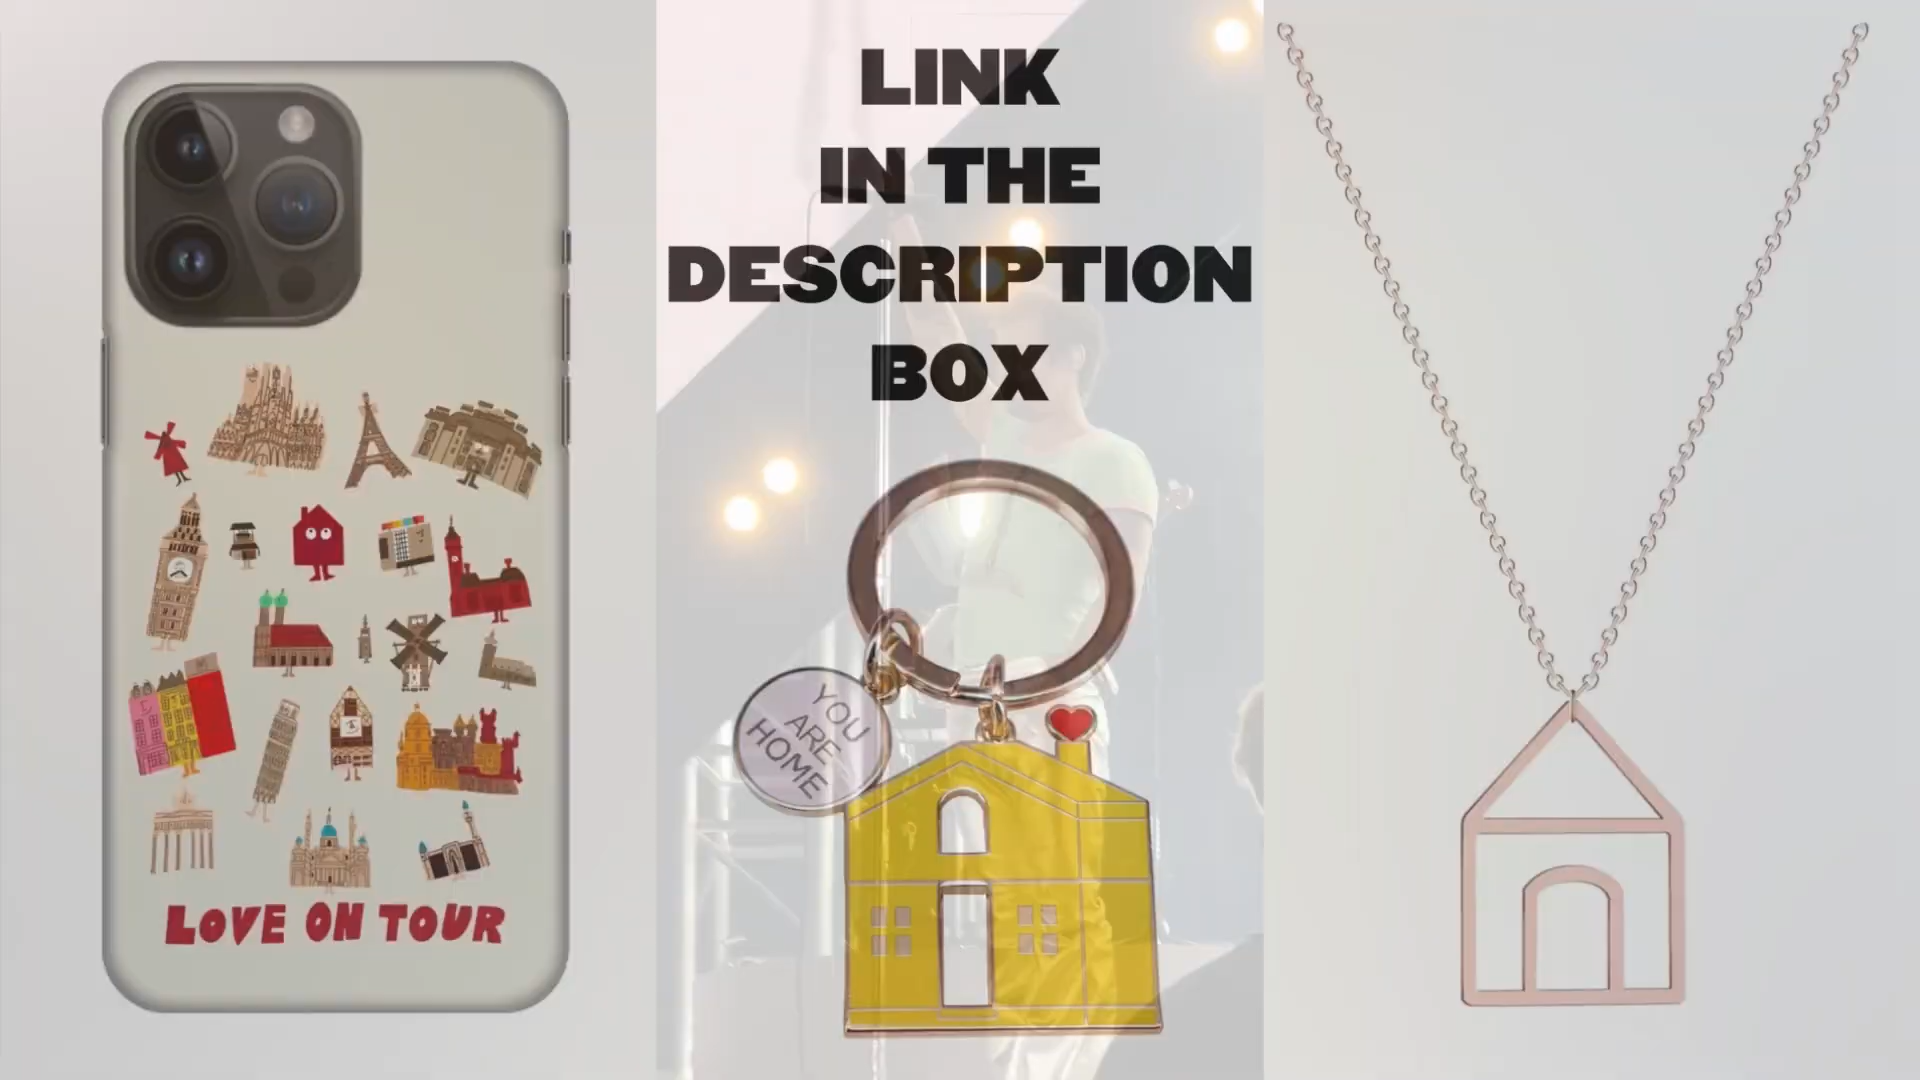 LINK
IN THE
DESCRIPTION
BOX
YOU
ARE
HOME
LOVE ON TOUR